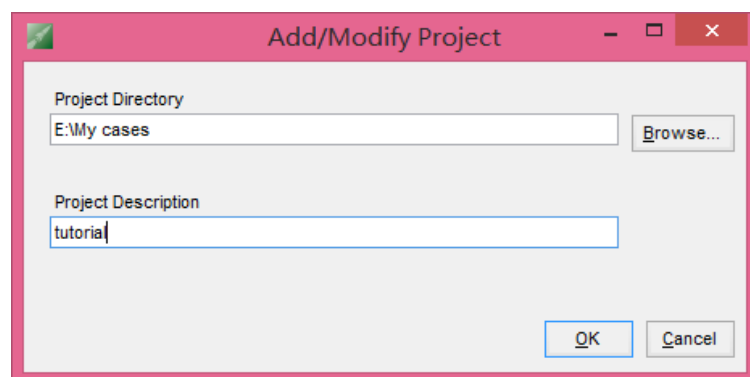 Add/Modify Project
Project Directory
E:\My cases
Browse...
Project Description
tutorial
OK
Cancel